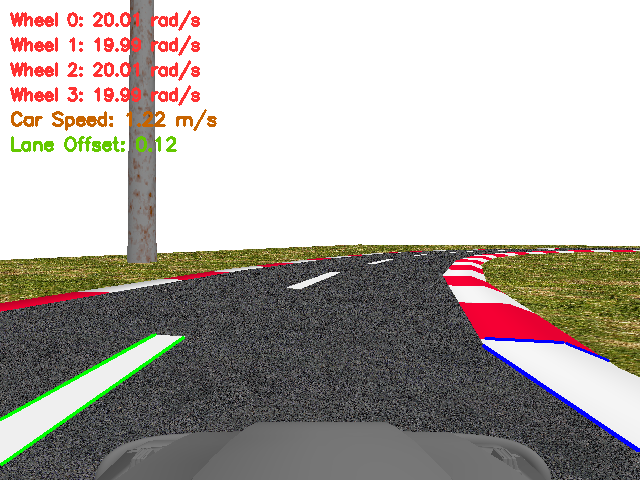 Wheel 0: 20.01 rad/s
Wheel 1: 19.99 rad/s
Wheel 2: 20.01 rad/s
Wheel 3: 19.99 rad/s
Car Speed: 1.22 m/s
Lane Offset: 0.12